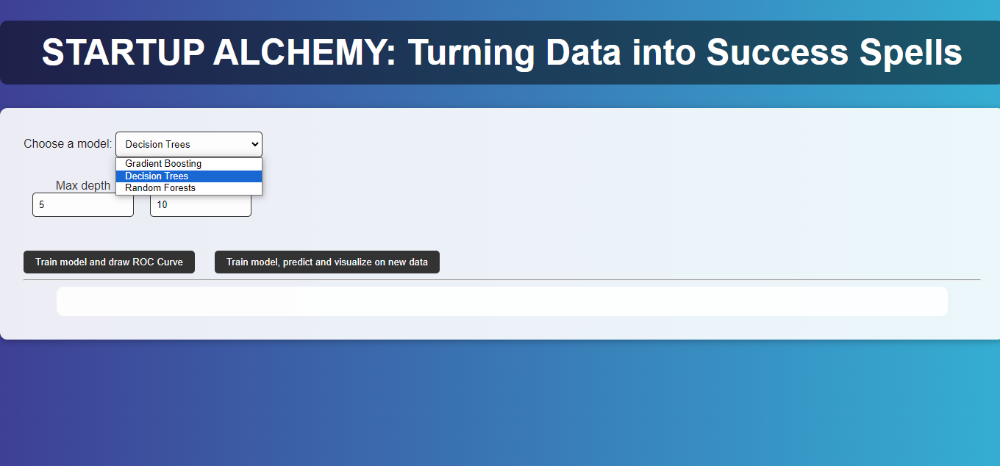 STARTUP ALCHEMY: Turning Data into Success Spells
Choose a model: Decision Trees
Gradient Boosting
Decision Trees
Random Forests
Max depth
5 10
Train model and draw ROC Curve Train model, predict and visualize on new data